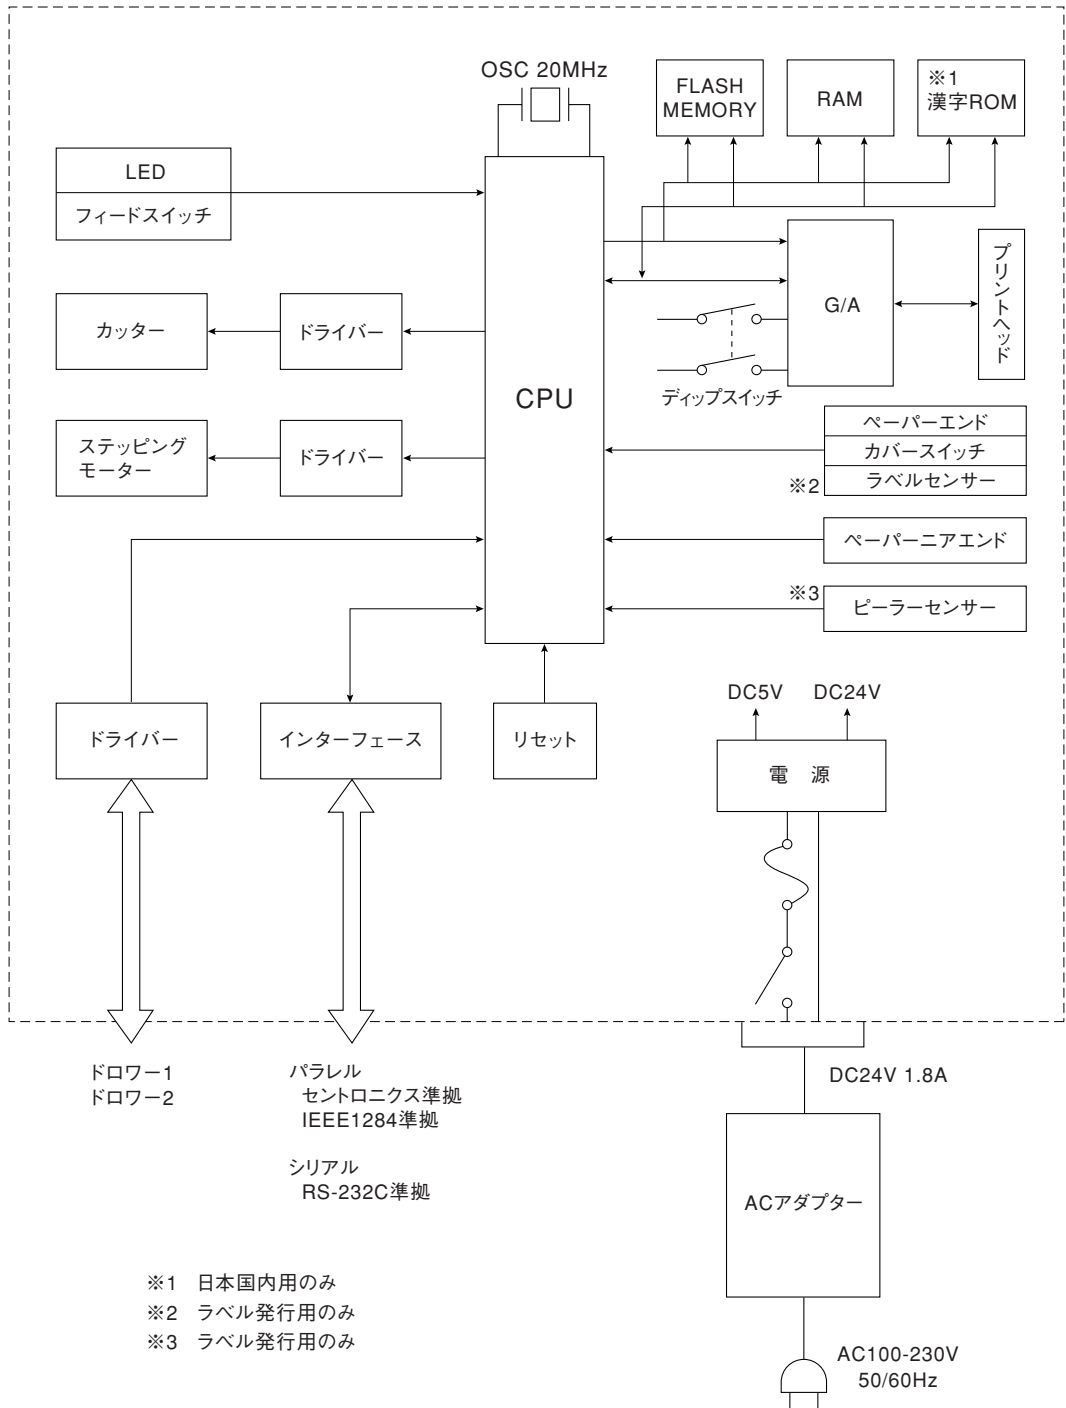 OSC 20MHz
FLASH
MEMORY
RAM
※1
漢字ROM
LED
フィードスイッチ
カッター
ドライバー
CPU
G/A
プリントヘッド
ディップスイッチ
ステッピング
モーター
ドライバー
ペーパーエンド
カバースイッチ
※2
ラベルセンサー
ペーパーニアエンド
※3
ピーラーセンサー
ドライバー
インターフェース
リセット
DC5V
DC24V
電 源
ドロワー1
ドロワー2
パラレル
セントロニクス準拠
IEEE1284準拠
シリアル
RS-232C準拠
DC24V 1.8A
ACアダプター
※1 日本国内用のみ
※2 ラベル発行用のみ
※3 ラベル発行用のみ
AC100-230V
50/60Hz